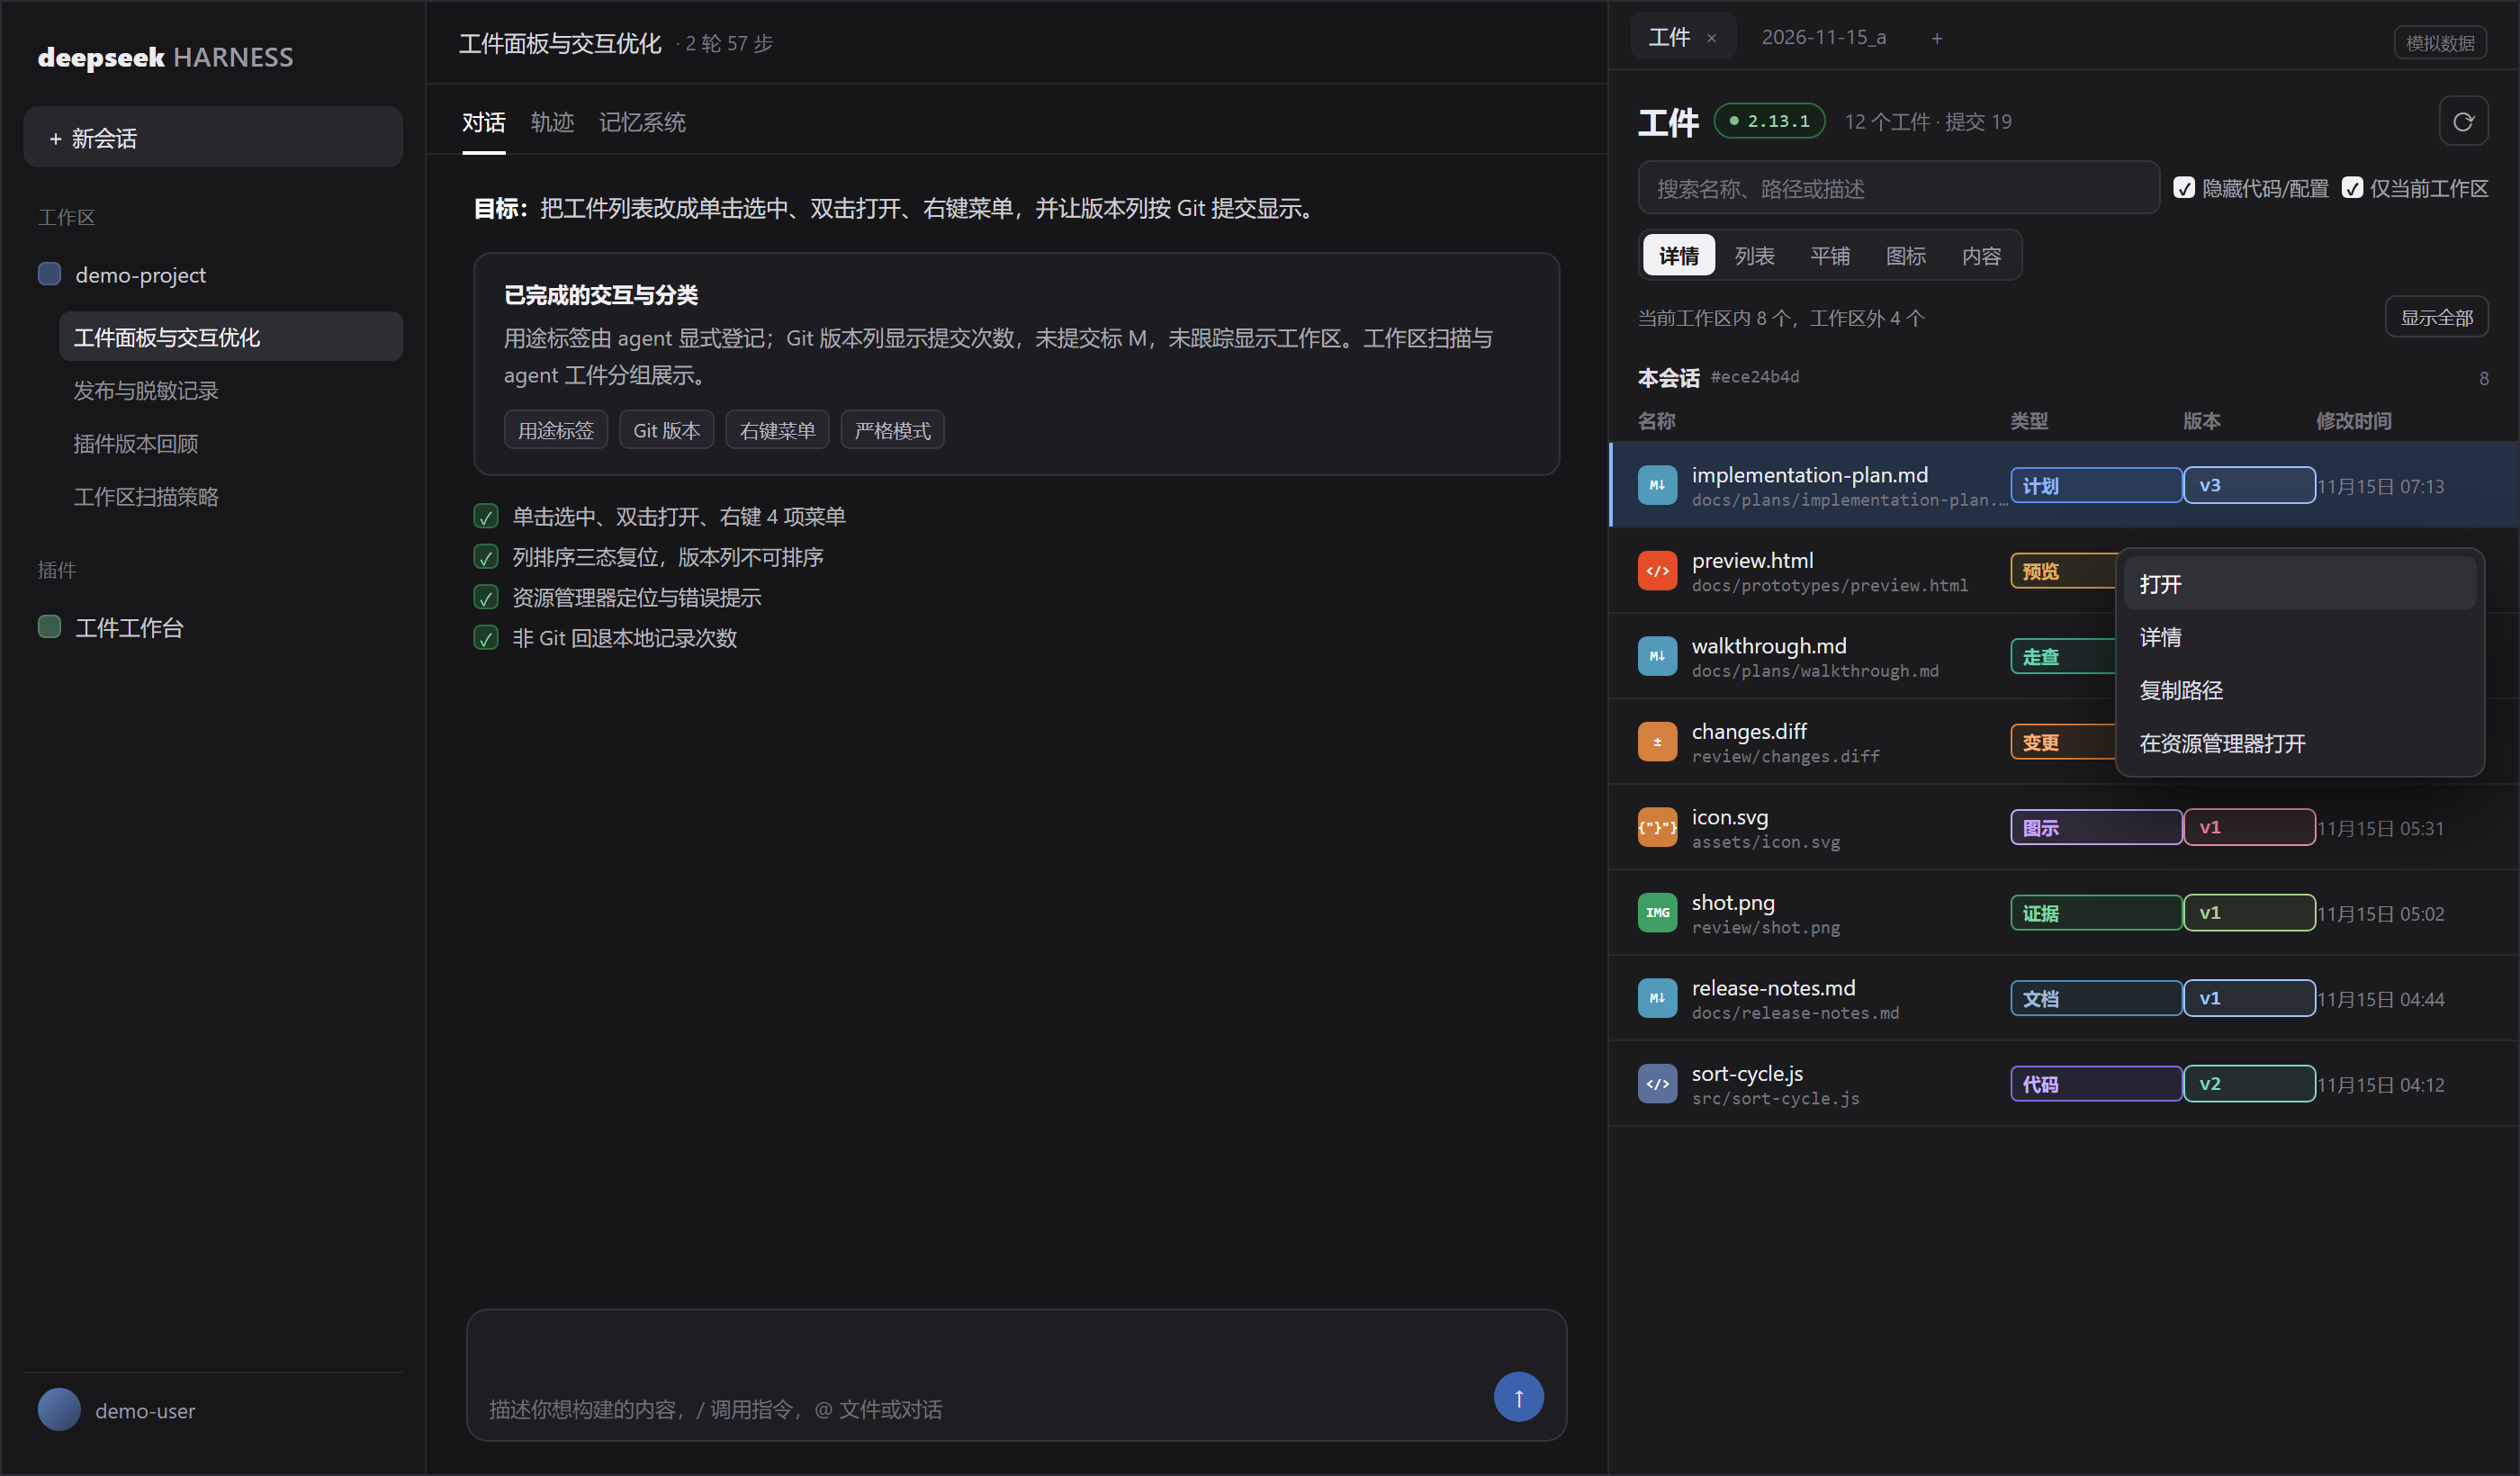 deepseek HARNESS
+ 新会话
工作区
demo-project
工件面板与交互优化
发布与脱敏记录
插件版本回顾
工作区扫描策略
插件
工件工作台
demo-user
工件面板与交互优化 · 2 轮 57 步
对话 轨迹 记忆系统
目标：把工件列表改成单击选中、双击打开、右键菜单，并让版本列按 Git 提交显示。
已完成的交互与分类
用途标签由 agent 显式登记；Git 版本列显示提交次数，未提交标 M，未跟踪显示工作区。工作区扫描与
agent 工件分组展示。
用途标签 Git 版本 右键菜单 严格模式
✓ 单击选中、双击打开、右键 4 项菜单
✓ 列排序三态复位，版本列不可排序
✓ 资源管理器定位与错误提示
✓ 非 Git 回退本地记录次数
描述你想构建的内容，/ 调用指令，@ 文件或对话
↑
工件 × 2026-11-15_a +
模拟数据
工件 2.13.1 12 个工件 · 提交 19
搜索名称、路径或描述
✓ 隐藏代码/配置 ✓ 仅当前工作区
详情 列表 平铺 图标 内容
当前工作区内 8 个，工作区外 4 个
显示全部
本会话 #ece24b4d 8
名称 类型 版本 修改时间
M↓ implementation-plan.md 计划 v3 11月15日 07:13
docs/plans/implementation-plan.…
</> preview.html 预览
docs/prototypes/preview.html
M↓ walkthrough.md 走查
docs/plans/walkthrough.md
± changes.diff 变更
review/changes.diff
打开
详情
复制路径
在资源管理器打开
{"}"} icon.svg 图示 v1 11月15日 05:31
assets/icon.svg
IMG shot.png 证据 v1 11月15日 05:02
review/shot.png
M↓ release-notes.md 文档 v1 11月15日 04:44
docs/release-notes.md
</> sort-cycle.js 代码 v2 11月15日 04:12
src/sort-cycle.js